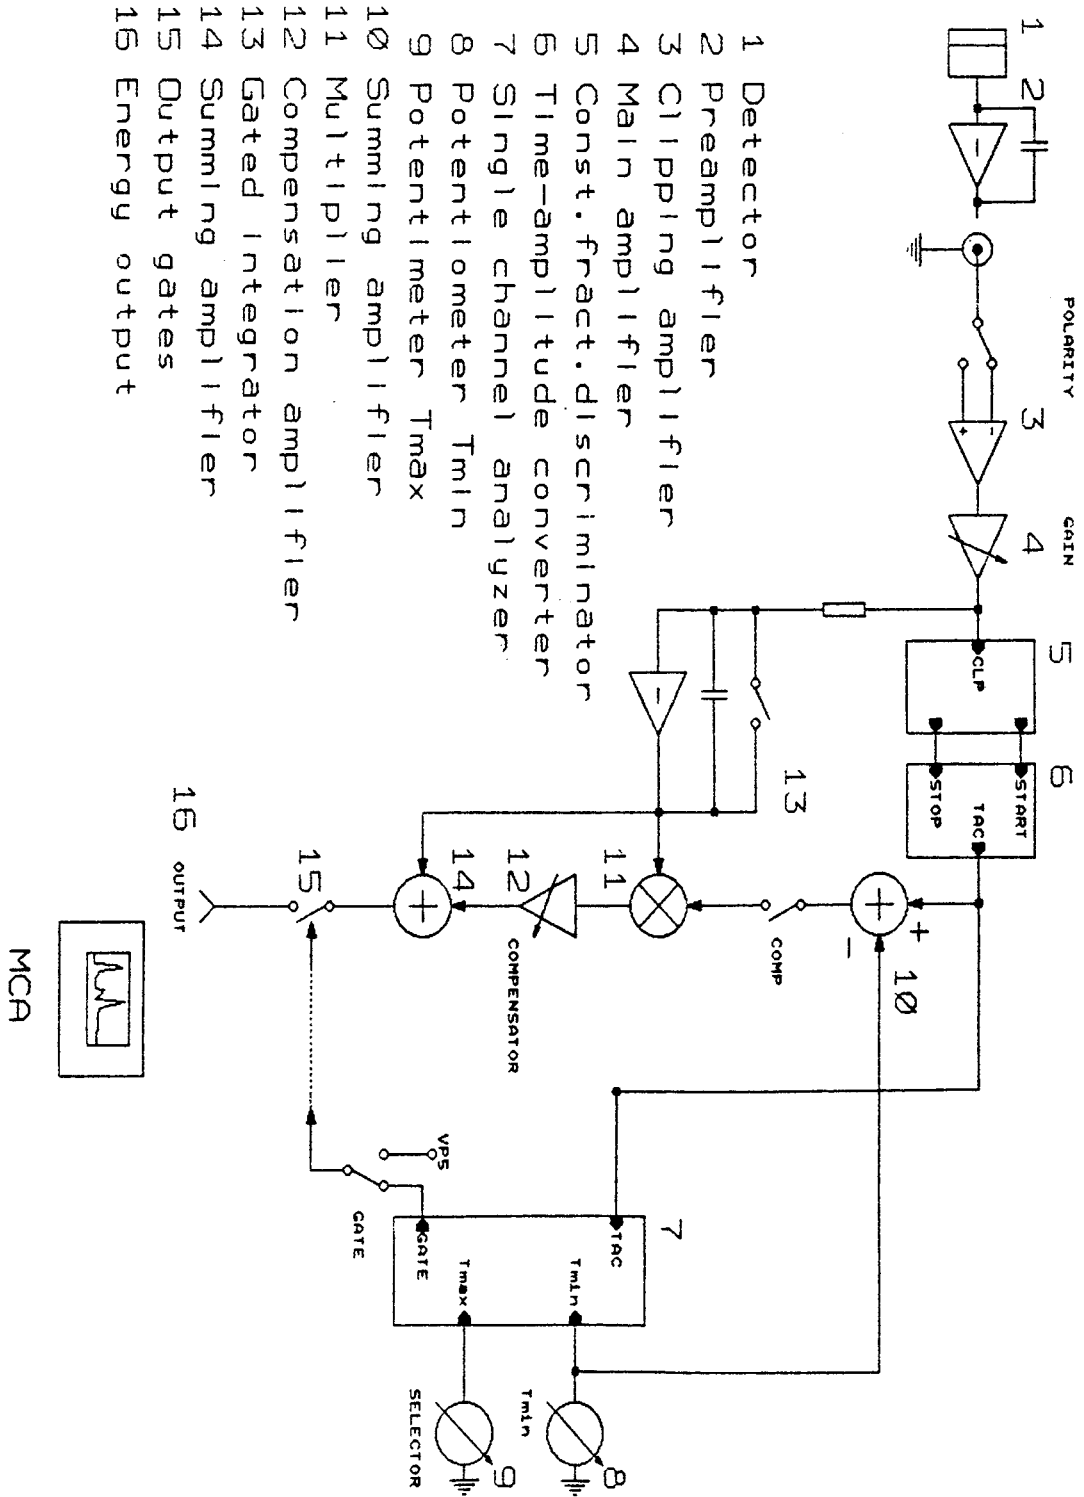 1
2
POLARITY
3
GAIN
4
5
CLP
6
START
STOP
TAC
13
10
+
-
COMP
11
12
COMPENSATOR
14
+
15
16
OUTPUT
MCA
7
TAC
Tmin
Tmax
GATE
GATE
VP5
Tmin
8
SELECTOR
9
1 Detector
2 Preamplifier
3 Clipping amplifier
4 Main amplifier
5 Const.fract.discriminator
6 Time-amplitude converter
7 Single channel analyzer
8 Potentiometer Tmin
9 Potentimeter Tmax
10 Summing amplifier
11 Multiplier
12 Compensation amplifier
13 Gated integrator
14 Summing amplifier
15 Output gates
16 Energy output